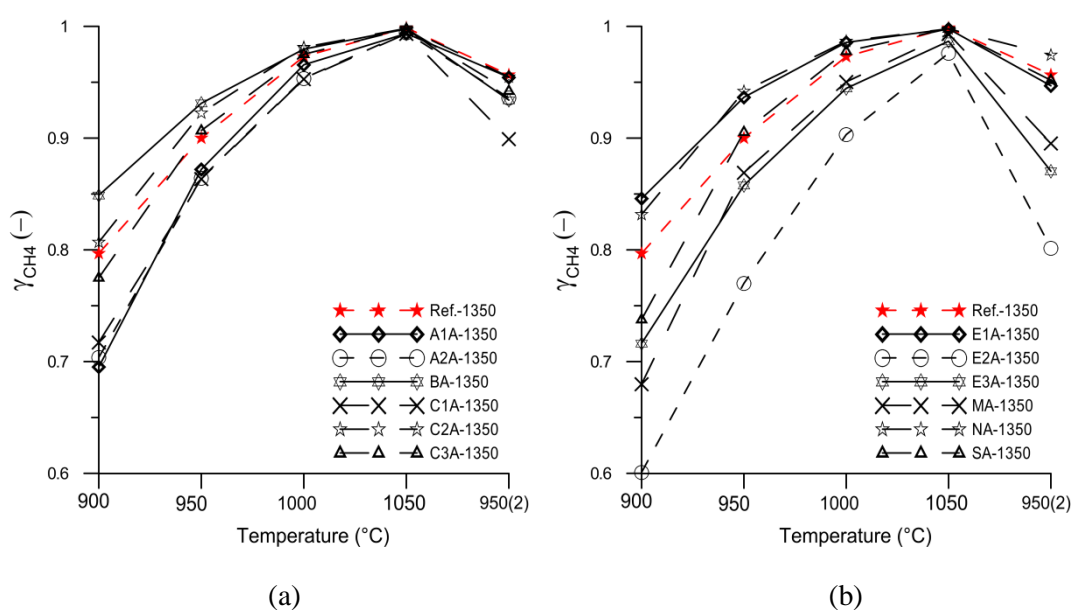 1
0.9
0.8
0.7
0.6
γCH4 (−)
900
950
1000
1050
950(2)
Temperature (°C)
Ref.-1350
A1A-1350
A2A-1350
BA-1350
C1A-1350
C2A-1350
C3A-1350
(a)
1
0.9
0.8
0.7
0.6
γCH4 (−)
900
950
1000
1050
950(2)
Temperature (°C)
Ref.-1350
E1A-1350
E2A-1350
E3A-1350
MA-1350
NA-1350
SA-1350
(b)